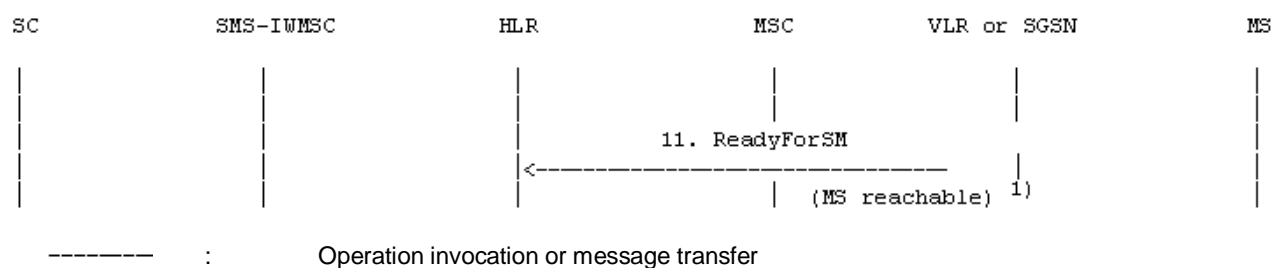 SC SMS-IWMSC HLR MSC VLR or SGSN MS
11. ReadyForSM
(MS reachable) 1)
: Operation invocation or message transfer